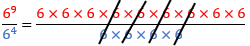 6⁹/6⁴ = 6 × 6 × 6 × 6 × 6 × 6 × 6 × 6 × 6 / 6 × 6 × 6 × 6